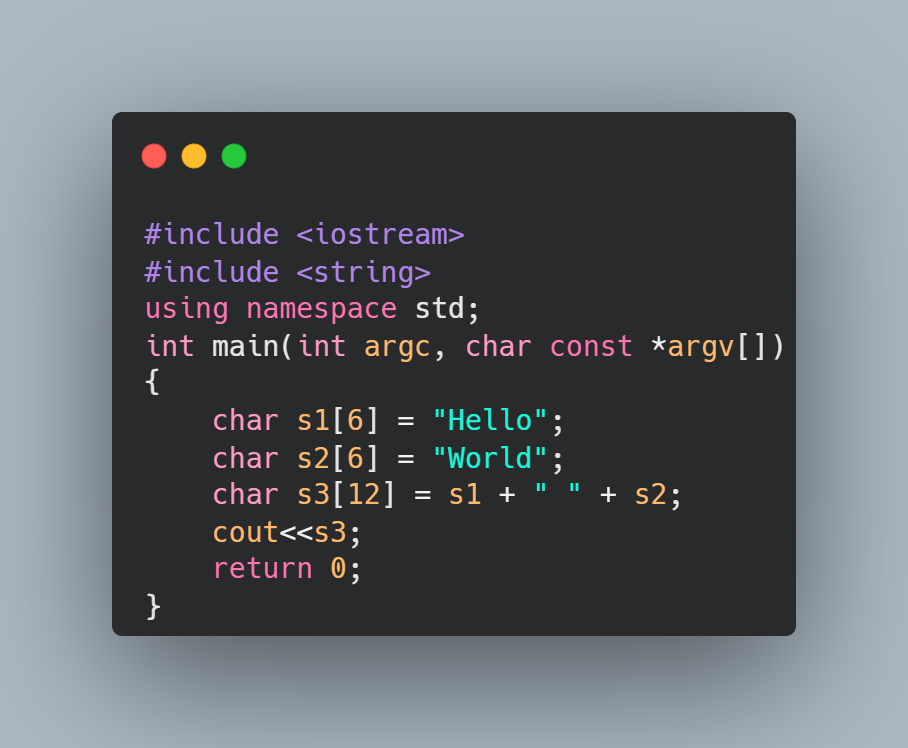 #include <iostream>
#include <string>
using namespace std;
int main(int argc, char const *argv[])
{
    char s1[6] = "Hello";
    char s2[6] = "World";
    char s3[12] = s1 + " " + s2;
    cout<<s3;
    return 0;
}